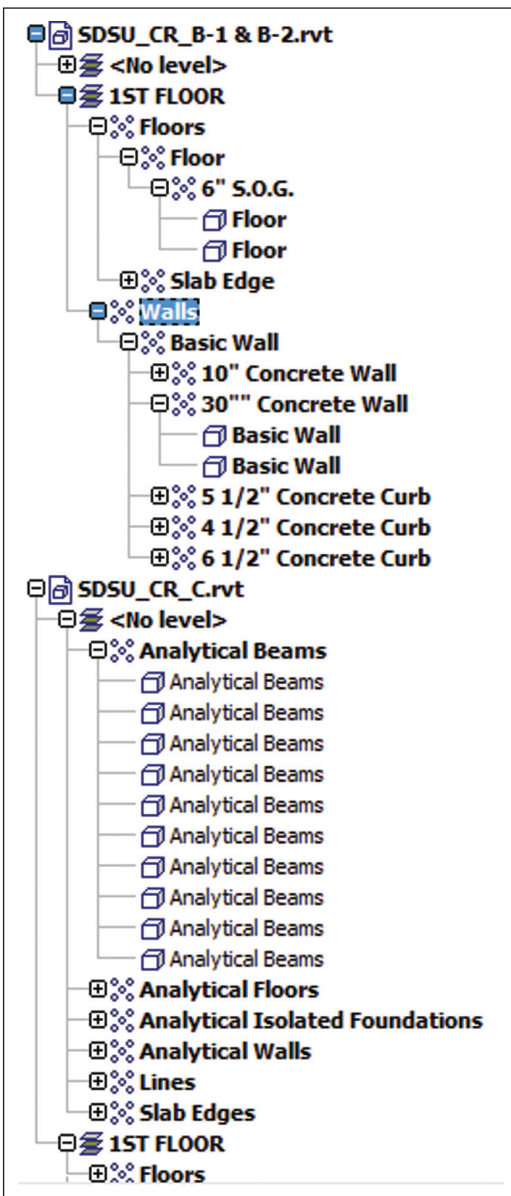 SDSU_CR_B-1 & B-2.rvt
<No level>
1ST FLOOR
Floors
Floor
6" S.O.G.
Floor
Floor
Slab Edge
Walls
Basic Wall
10" Concrete Wall
30"" Concrete Wall
Basic Wall
Basic Wall
5 1/2" Concrete Curb
4 1/2" Concrete Curb
6 1/2" Concrete Curb
SDSU_CR_C.rvt
<No level>
Analytical Beams
Analytical Beams
Analytical Beams
Analytical Beams
Analytical Beams
Analytical Beams
Analytical Beams
Analytical Beams
Analytical Beams
Analytical Beams
Analytical Beams
Analytical Floors
Analytical Isolated Foundations
Analytical Walls
Lines
Slab Edges
1ST FLOOR
Floors